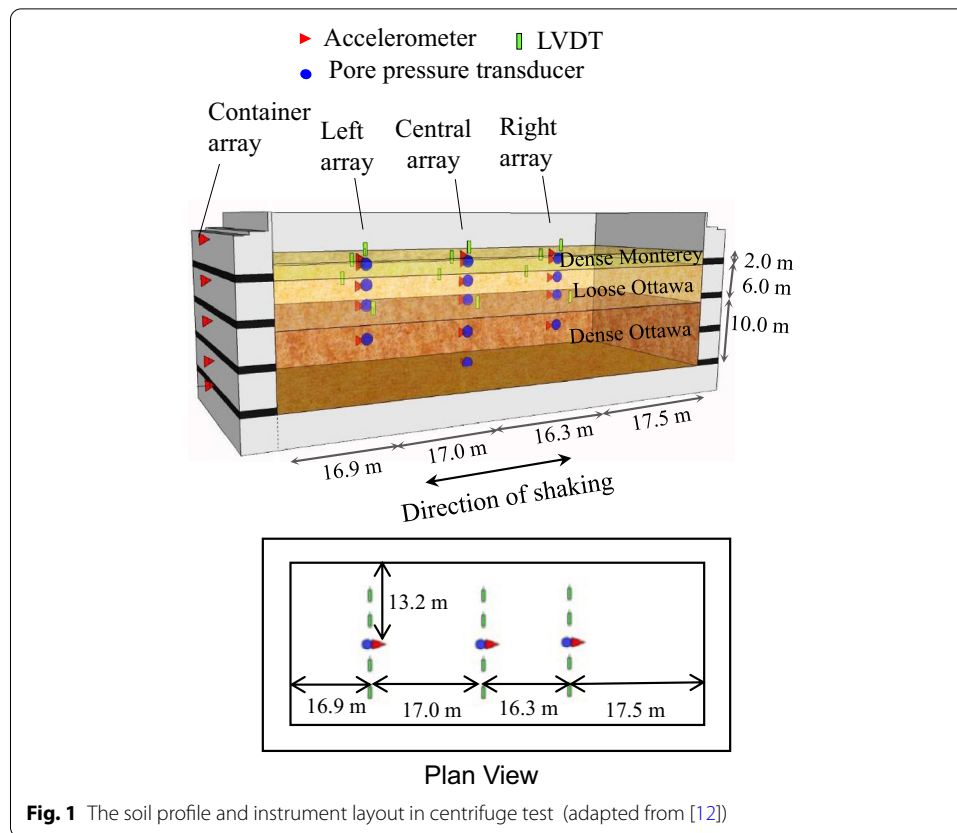 Accelerometer LVDT
Pore pressure transducer
Container
array
Left
array
Central
array
Right
array
Dense Monterey
Loose Ottawa
Dense Ottawa
2.0 m
6.0 m
10.0 m
16.9 m
17.0 m
16.3 m
17.5 m
Direction of shaking
13.2 m
16.9 m
17.0 m
16.3 m
17.5 m
Plan View
Fig. 1 The soil profile and instrument layout in centrifuge test (adapted from [12])